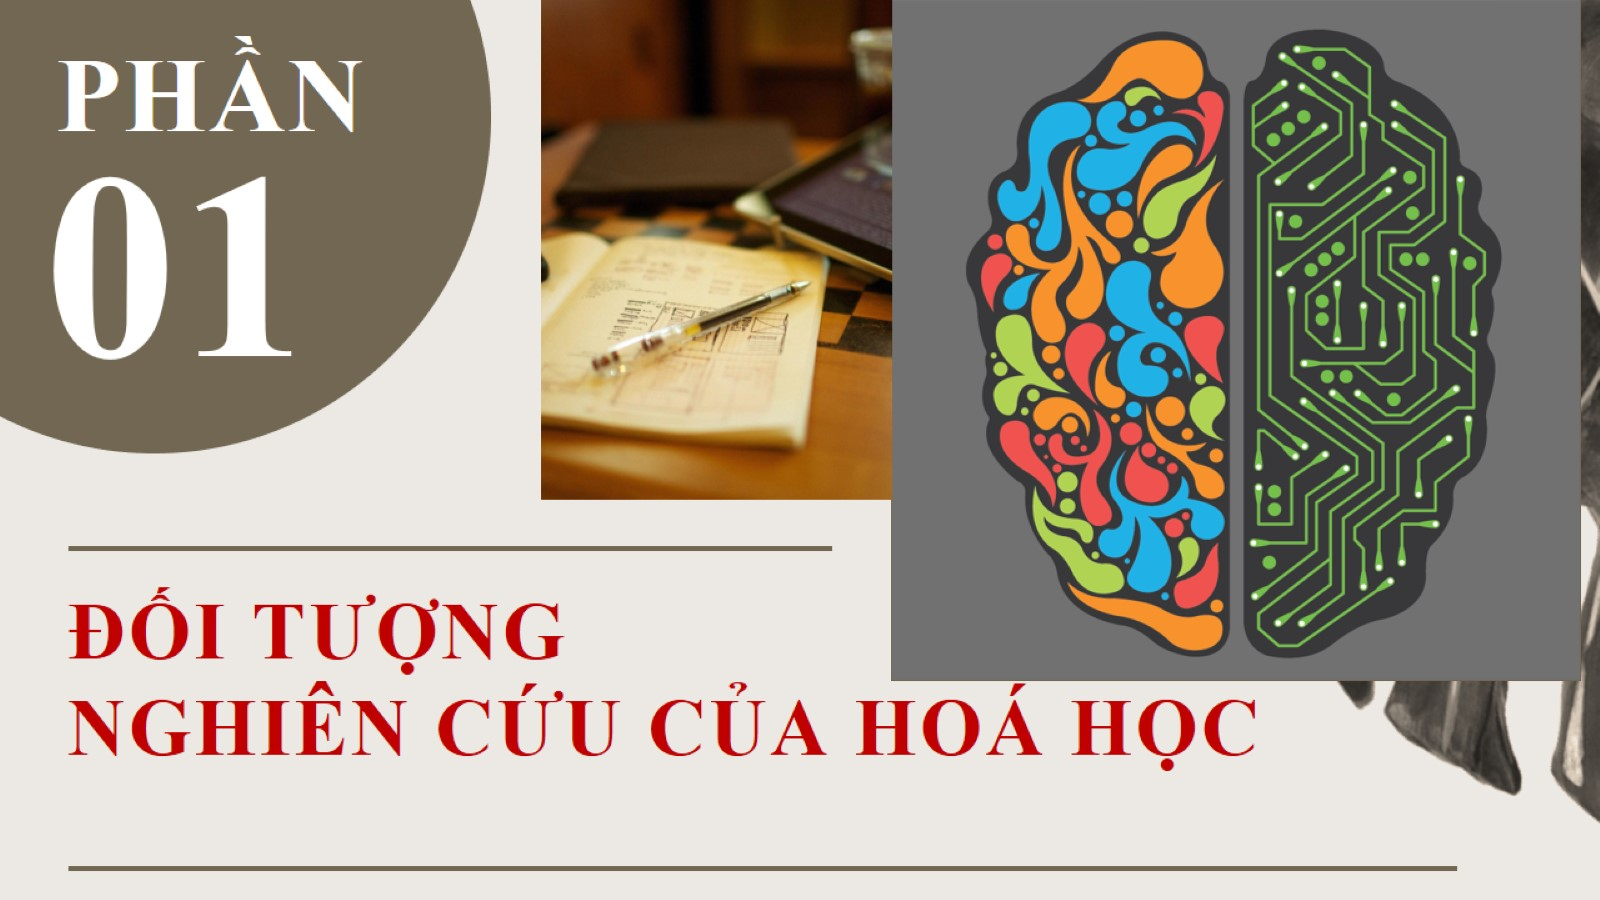 PHẦN
01
ĐỐI TƯỢNG
NGHIÊN CỨU CỦA HOÁ HỌC